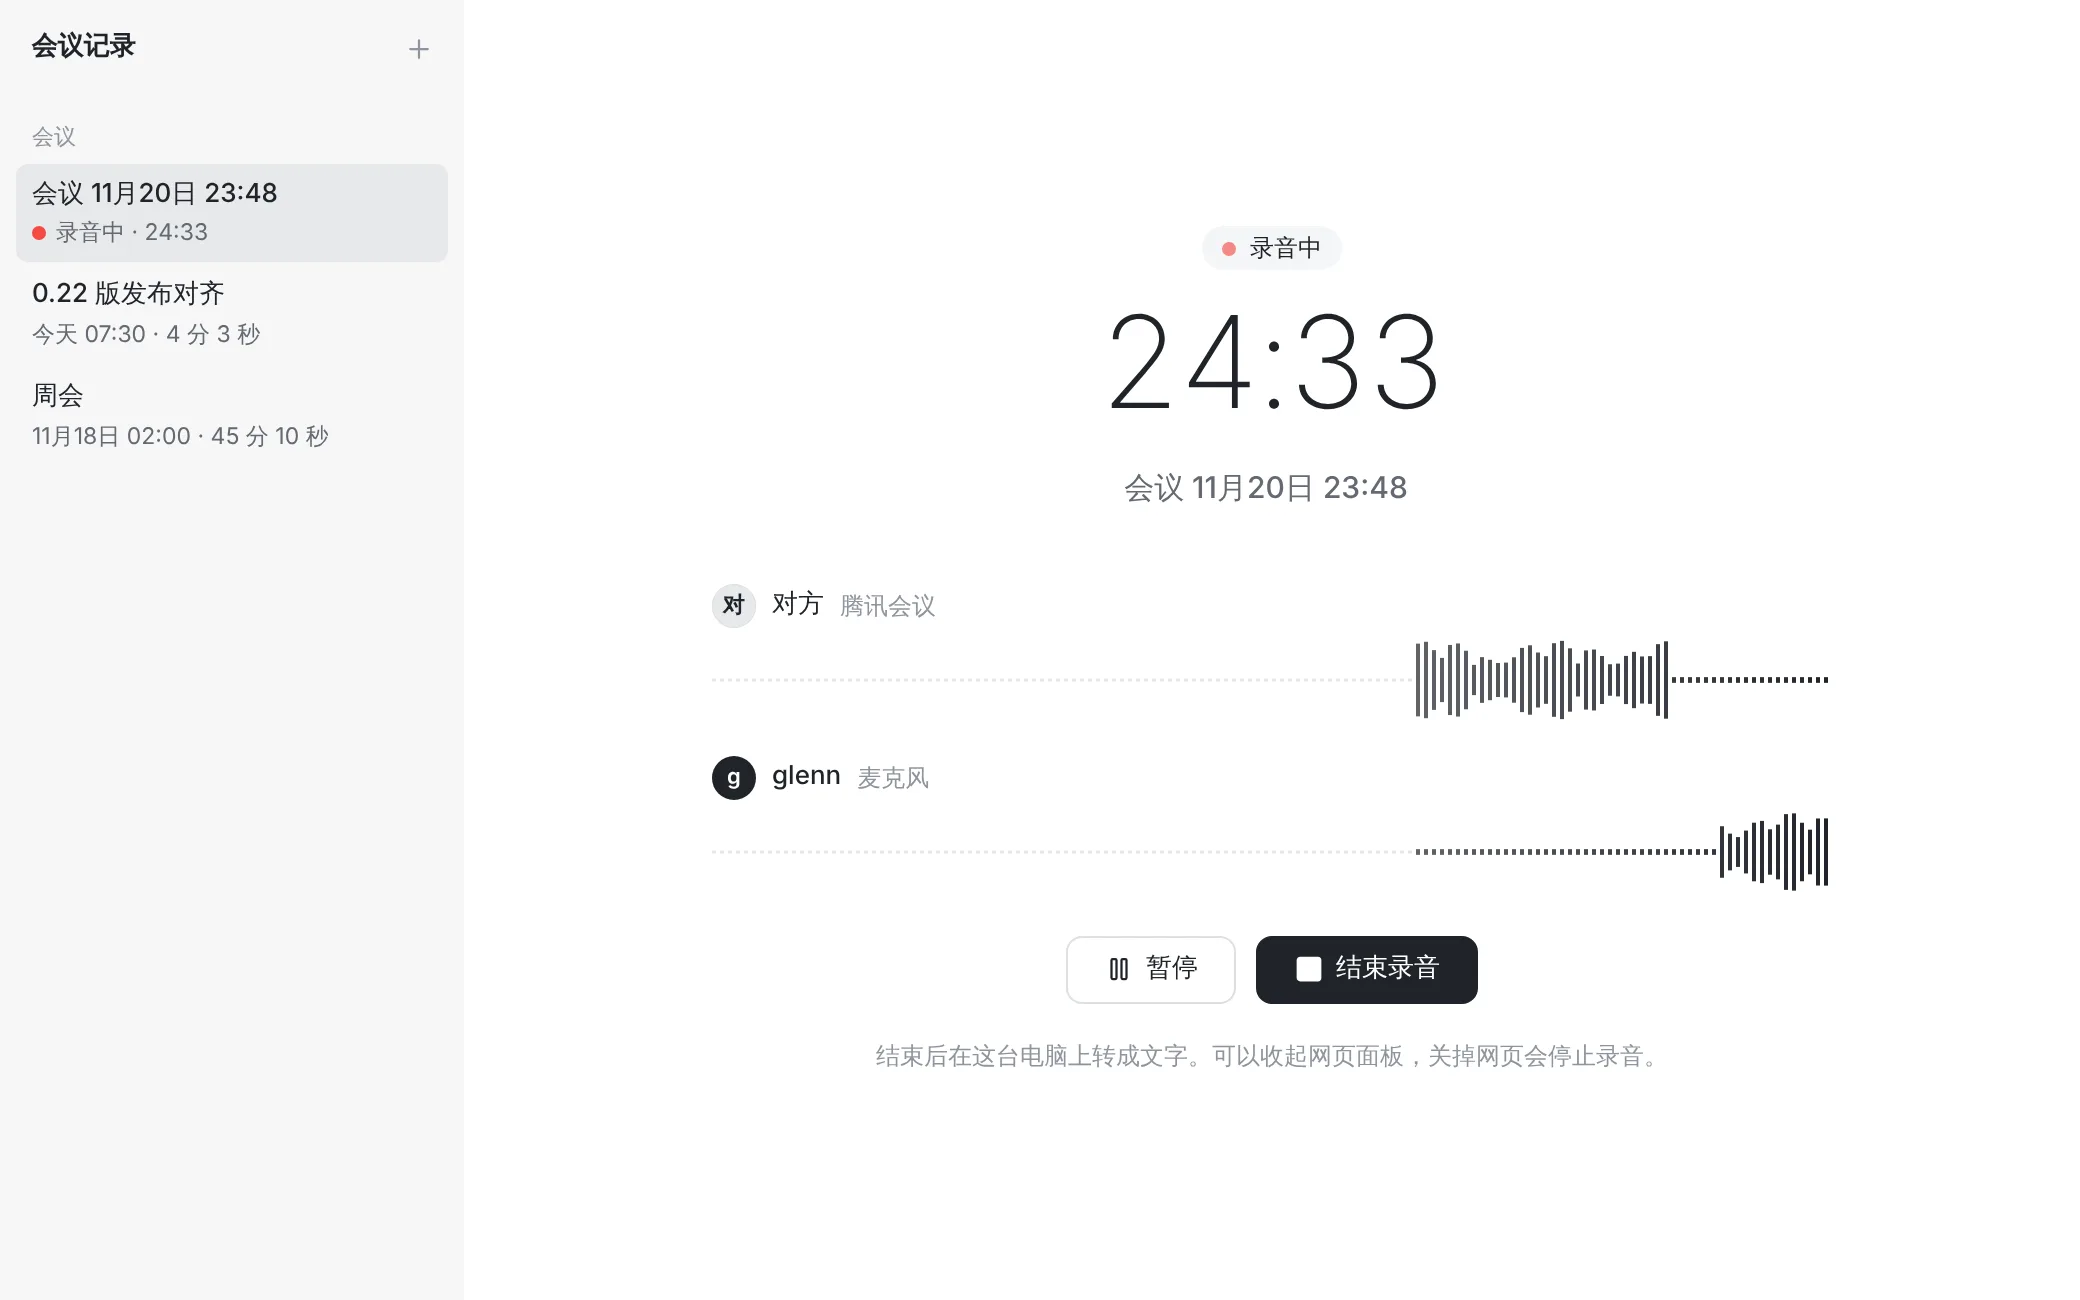 会议记录
会议
会议 11月20日 23:48
录音中 · 24:33
0.22 版发布对齐
今天 07:30 · 4 分 3 秒
周会
11月18日 02:00 · 45 分 10 秒
录音中
24:33
会议 11月20日 23:48
对 对方 腾讯会议
g glenn 麦克风
暂停 结束录音
结束后在这台电脑上转成文字。可以收起网页面板，关掉网页会停止录音。